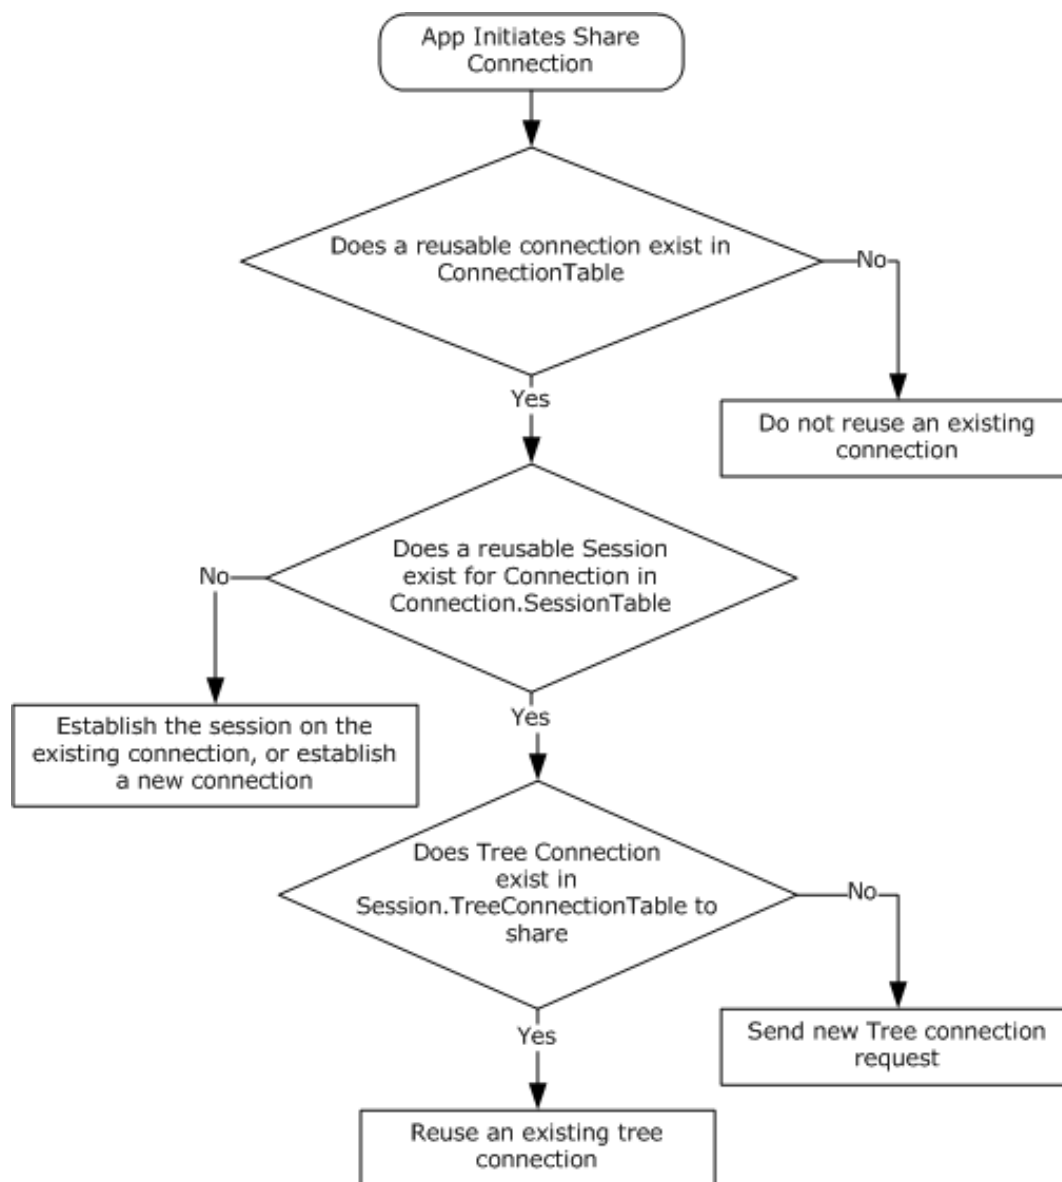 App Initiates Share
Connection
Does a reusable connection exist in
ConnectionTable
No
Yes
Do not reuse an existing
connection
Does a reusable Session
exist for Connection in
Connection.SessionTable
No
Yes
Establish the session on the
existing connection, or establish
a new connection
Does Tree Connection
exist in
Session.TreeConnectionTable to
share
No
Yes
Send new Tree connection
request
Reuse an existing tree
connection